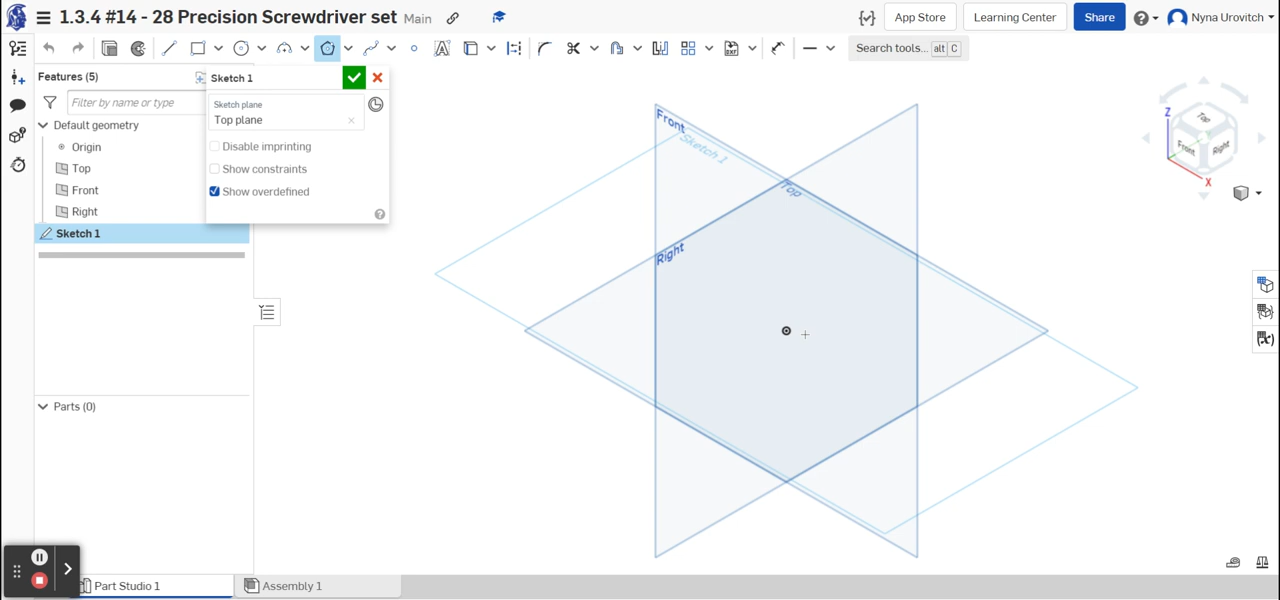 1.3.4 #14 - 28 Precision Screwdriver set Main
App Store
Learning Center
Share
Nyna Urovitch
Search tools... alt C
Features (5)
Filter by name or type
Default geometry
Origin
Top
Front
Right
Sketch 1
Parts (0)
Sketch 1
Sketch plane
Top plane
Disable imprinting
Show constraints
Show overdefined
Front
Sketch 1
Top
Right
Z
Top
Front
Right
X
Part Studio 1
Assembly 1